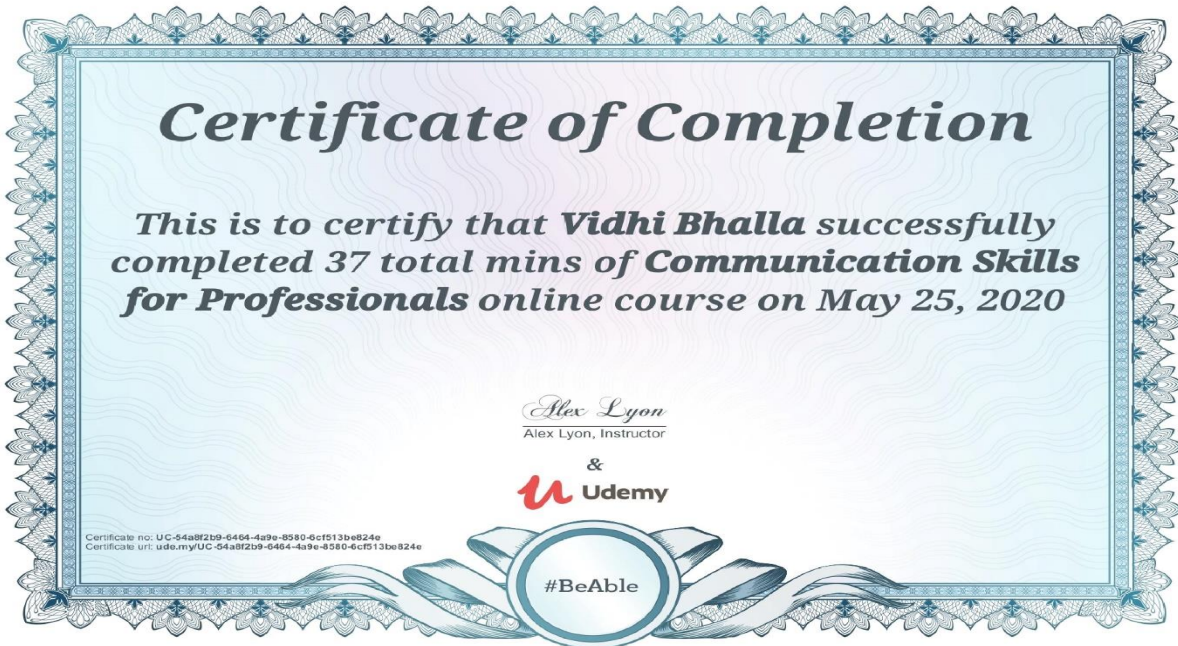 Certificate of Completion
This is to certify that Vidhi Bhalla successfully
completed 37 total mins of Communication Skills
for Professionals online course on May 25, 2020
Alex Lyon
Alex Lyon, Instructor
&
Udemy
Certificate no: UC-54a8f2b9-6464-4a9e-8580-6cf513be824e
Certificate url: ude.my/UC-54a8f2b9-6464-4a9e-8580-6cf513be824e
#BeAble